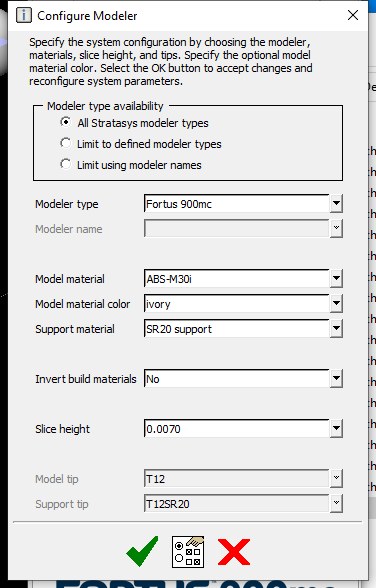 Configure Modeler
Specify the system configuration by choosing the modeler,
materials, slice height, and tips. Specify the optional model
material color. Select the OK button to accept changes and
reconfigure system parameters.
Modeler type availability
All Stratasys modeler types
Limit to defined modeler types
Limit using modeler names
Modeler type Fortus 900mc
Modeler name
Model material ABS-M30i
Model material color ivory
Support material SR20 support
Invert build materials No
Slice height 0.0070
Model tip T12
Support tip T12SR20